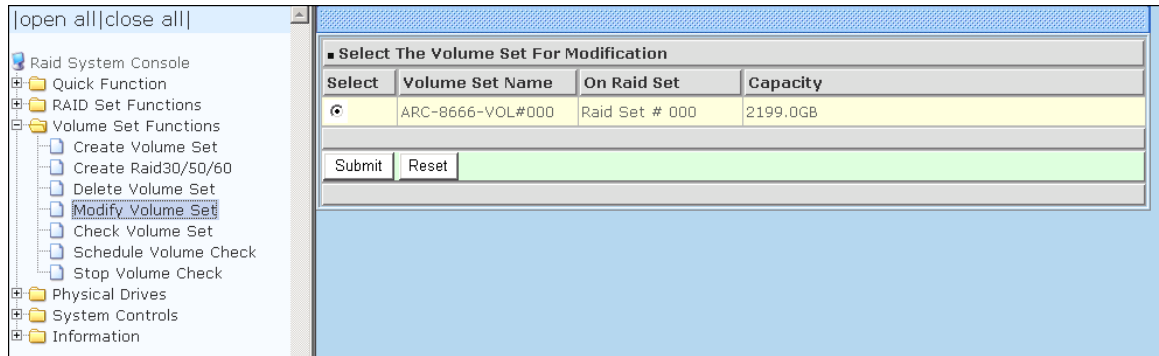 |open all|close all|
Raid System Console
Quick Function
RAID Set Functions
Volume Set Functions
Create Volume Set
Create Raid30/50/60
Delete Volume Set
Modify Volume Set
Check Volume Set
Schedule Volume Check
Stop Volume Check
Physical Drives
System Controls
Information
Select The Volume Set For Modification
Select Volume Set Name On Raid Set Capacity
ARC-8666-VOL#000 Raid Set # 000 2199.0GB
Submit Reset